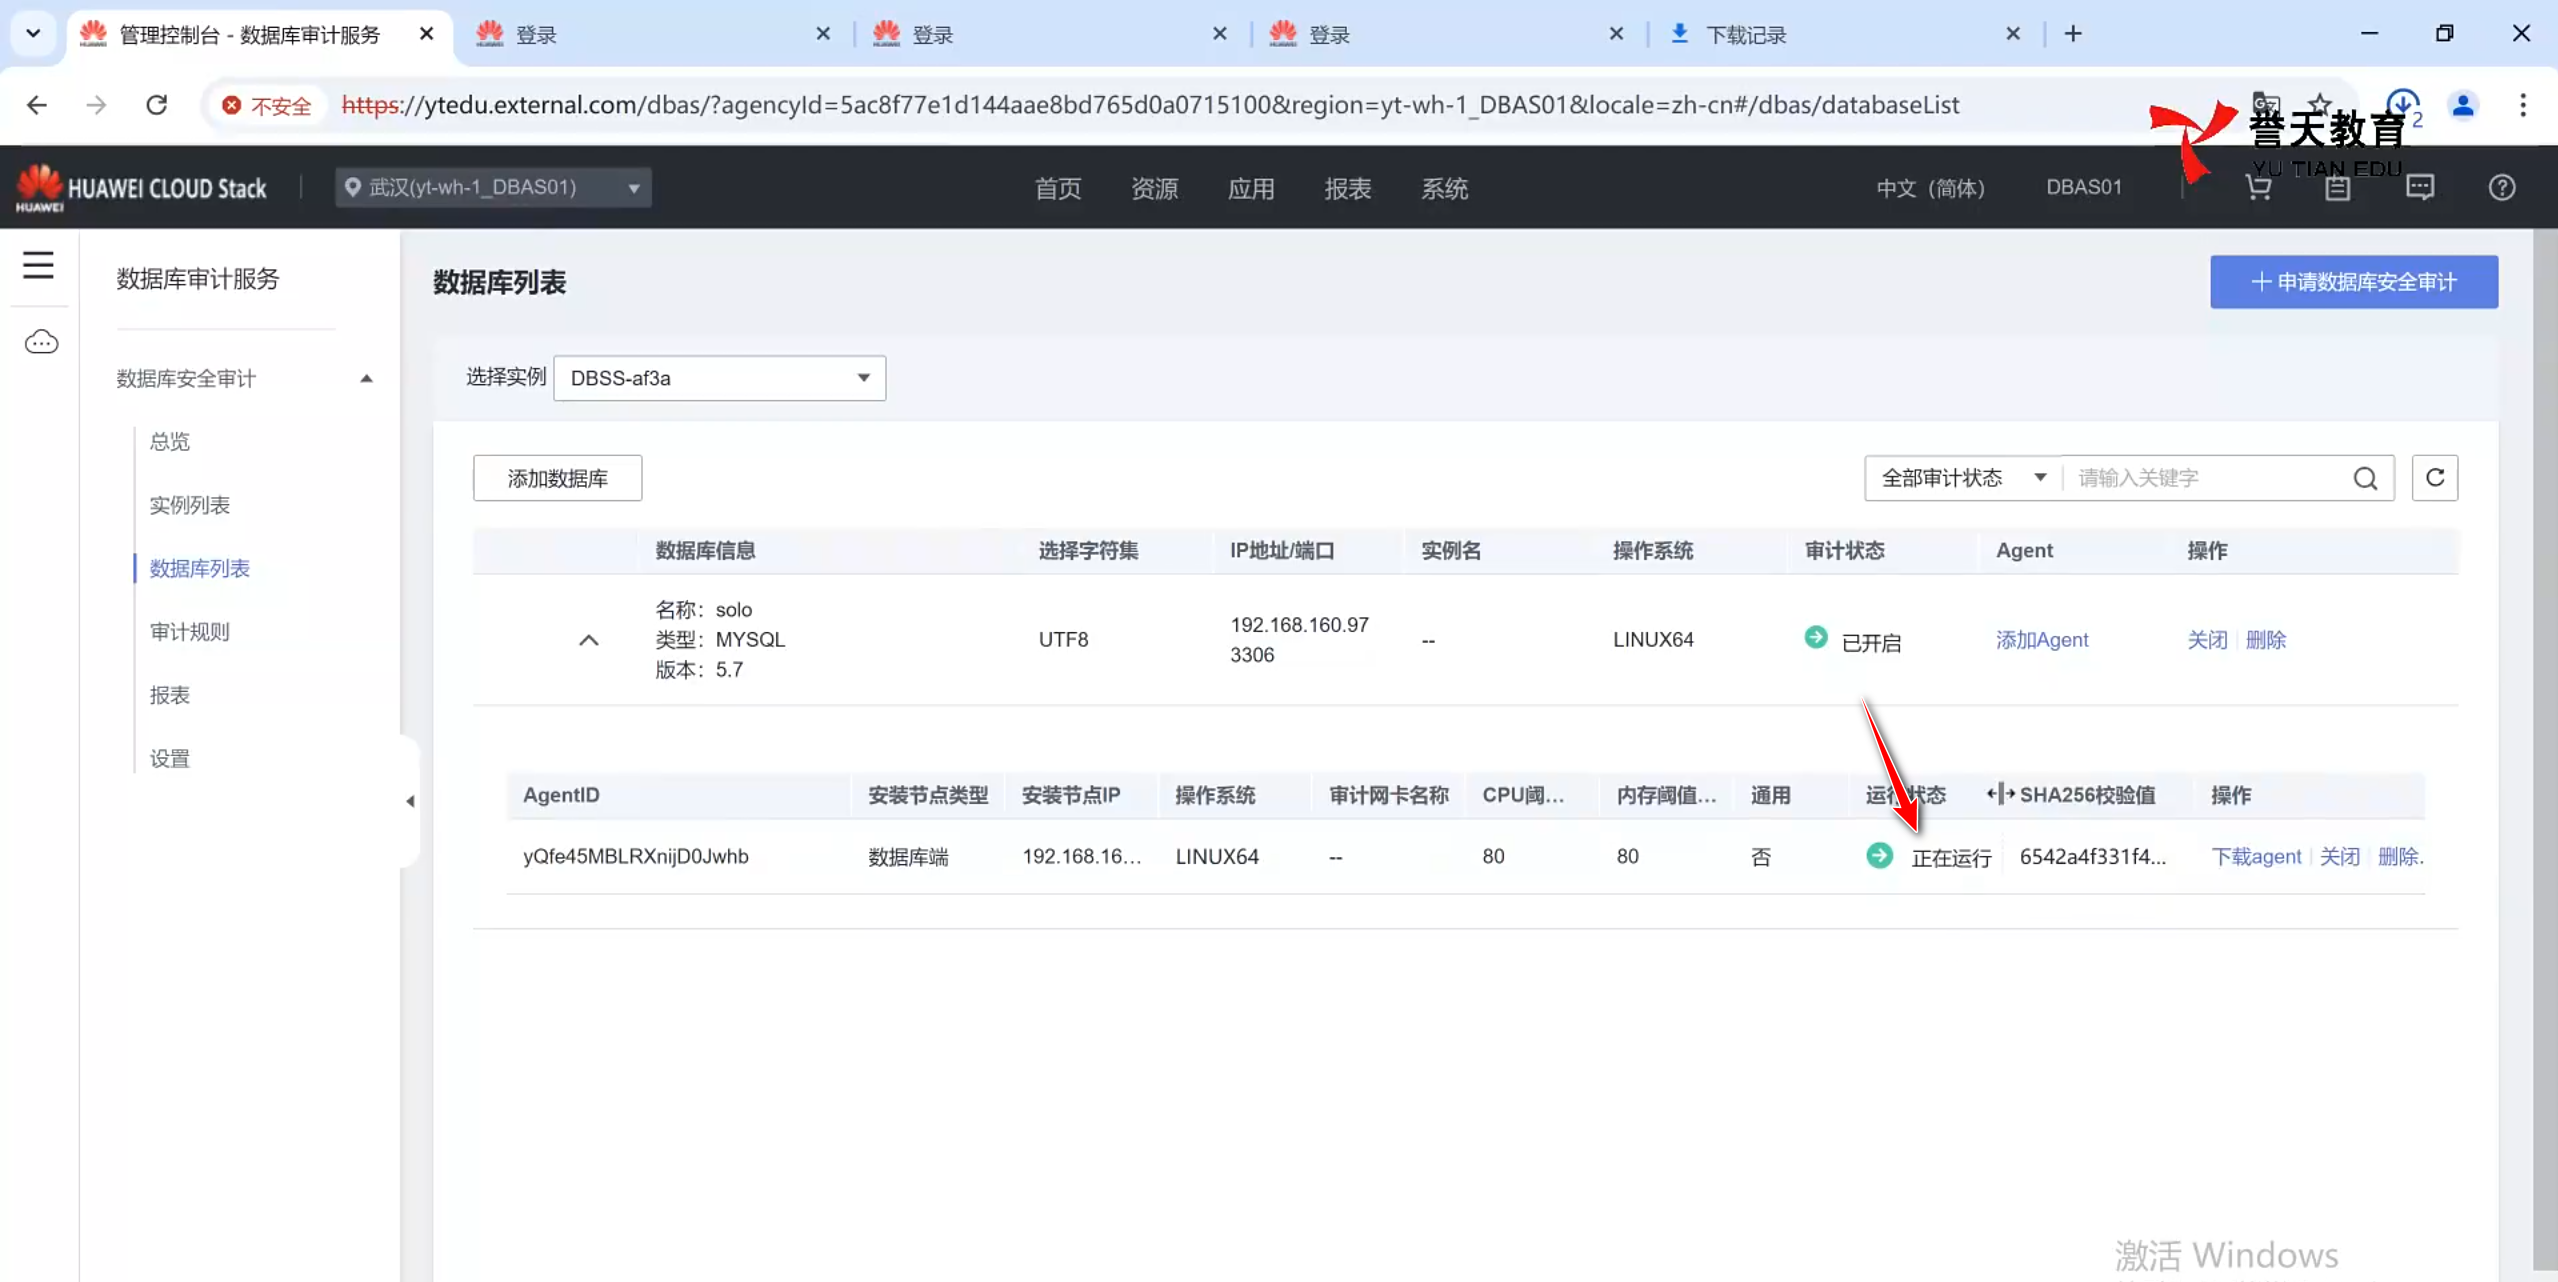 管理控制台 - 数据库审计服务
登录
登录
登录
下载记录
不安全
https://ytedu.external.com/dbas/?agencyId=5ac8f77e1d144aae8bd765d0a0715100&region=yt-wh-1_DBAS01&locale=zh-cn#/dbas/databaseList
2
誉天教育
YU TIAN EDU
HUAWEI
HUAWEI CLOUD Stack
武汉(yt-wh-1_DBAS01)
首页 资源 应用 报表 系统
中文（简体）
DBAS01
数据库审计服务
数据库安全审计
总览
实例列表
数据库列表
审计规则
报表
设置
数据库列表
申请数据库安全审计
选择实例 DBSS-af3a
添加数据库
全部审计状态 请输入关键字
数据库信息 选择字符集 IP地址/端口 实例名 操作系统 审计状态 Agent 操作
名称： solo
类型： MYSQL
版本： 5.7
UTF8
192.168.160.97
3306
--
LINUX64
已开启
添加Agent
关闭 删除
AgentID 安装节点类型 安装节点IP 操作系统 审计网卡名称 CPU阈... 内存阈值... 通用 运行状态 SHA256校验值 操作
yQfe45MBLRXnijD0Jwhb 数据库端 192.168.16... LINUX64 -- 80 80 否 正在运行 6542a4f331f4... 下载agent 关闭 删除.
激活 Windows